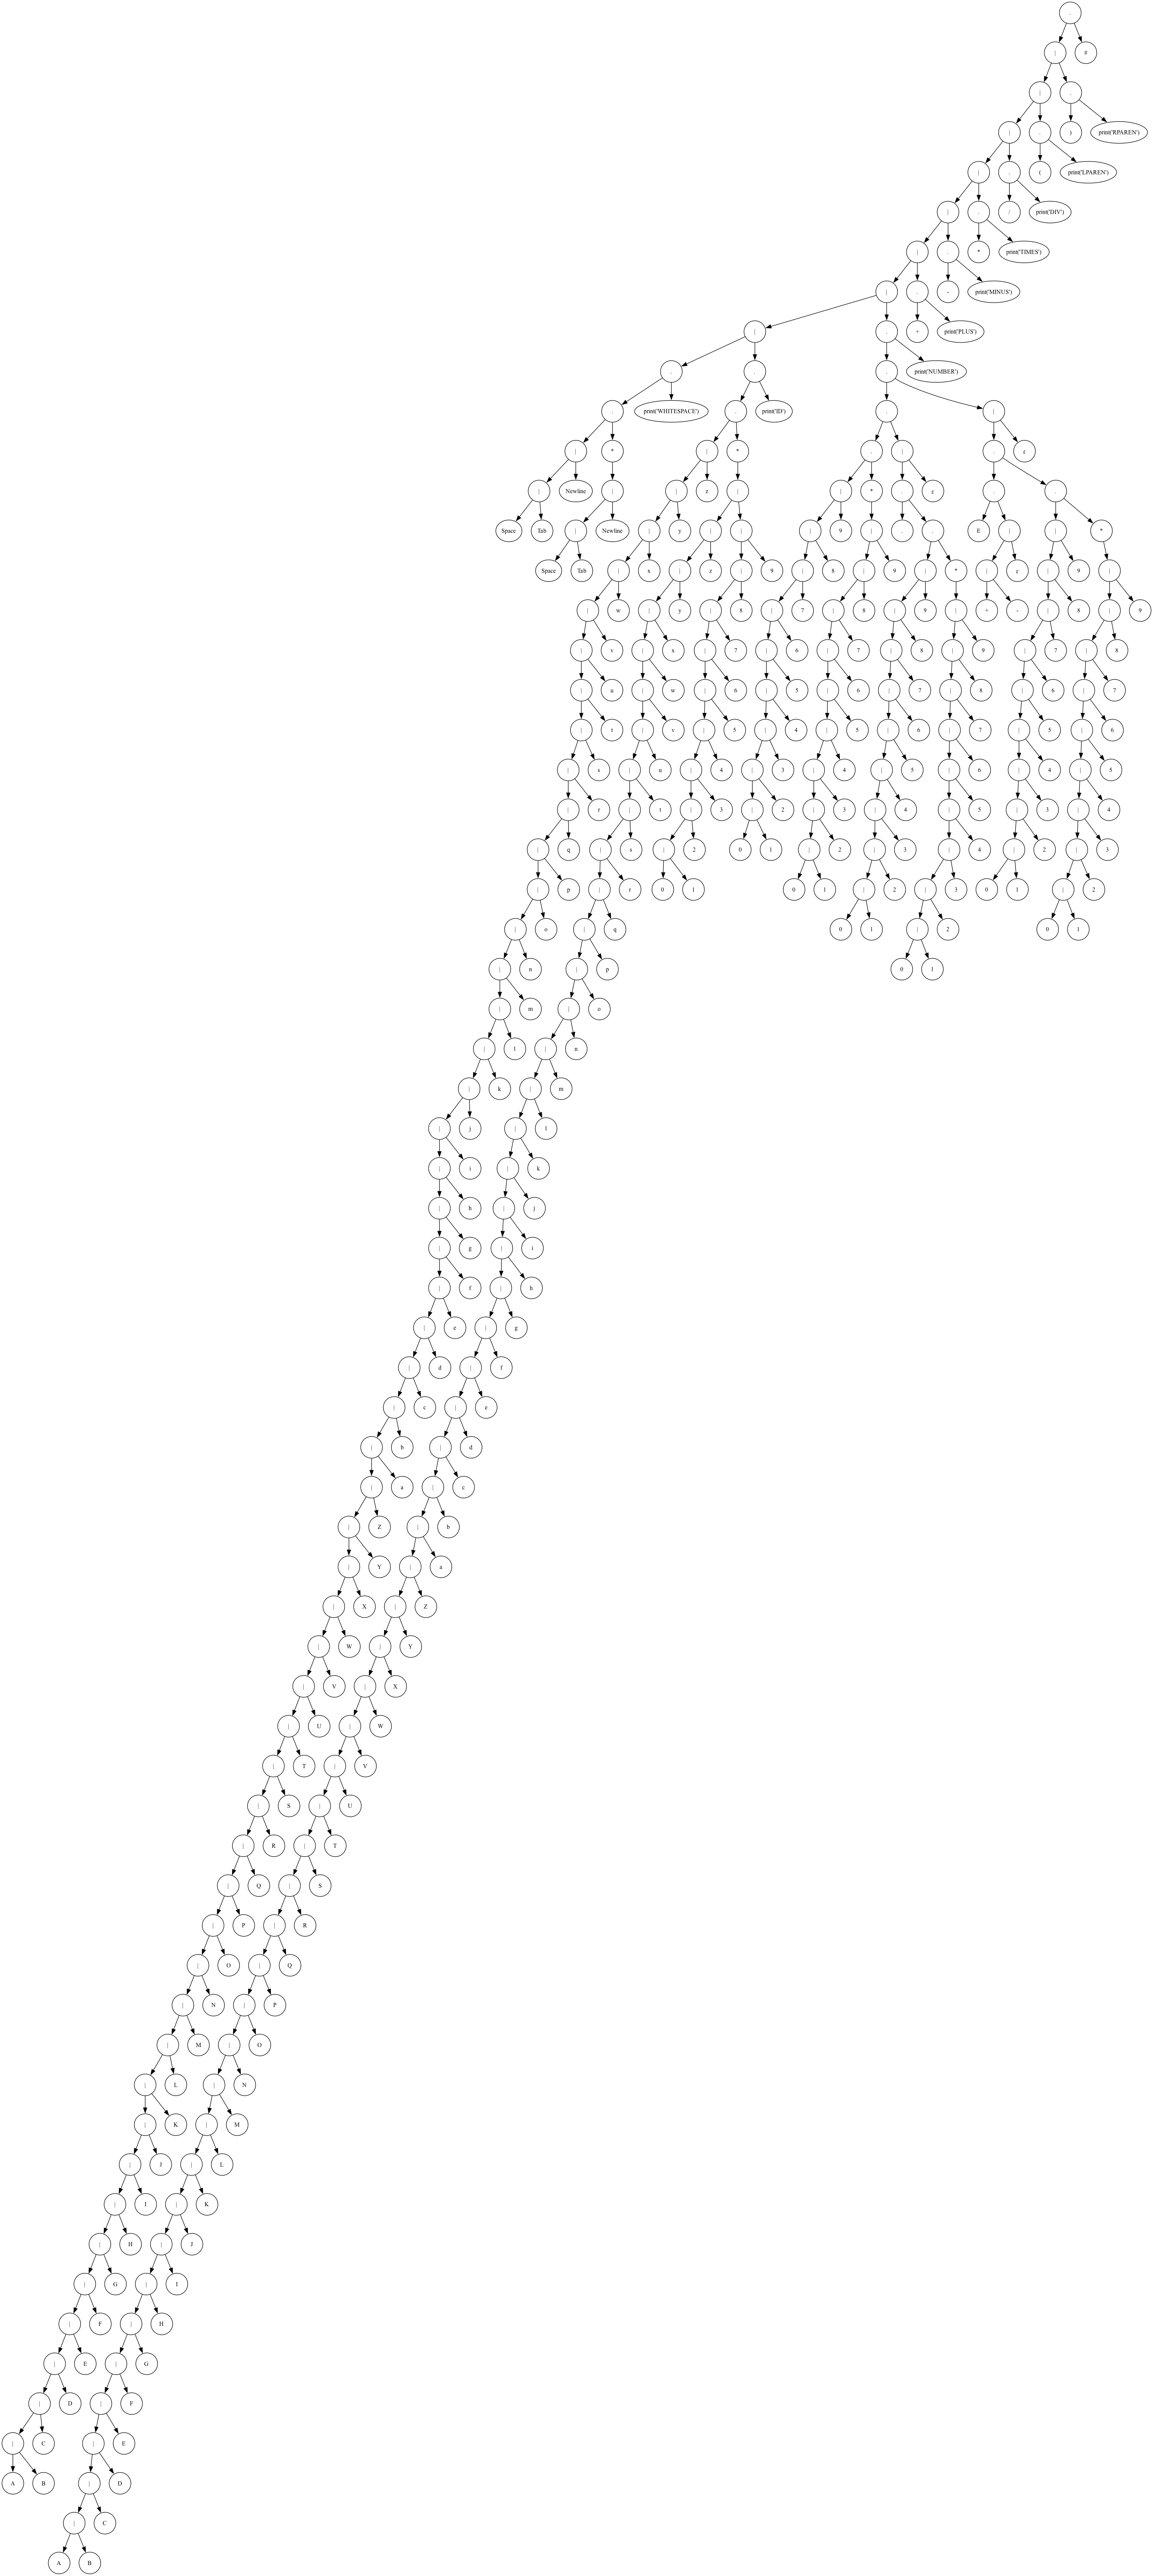 .
| #
| .
| . ) print('RPAREN')
| . ( print('LPAREN')
| . / print('DIV')
| . * print('TIMES')
| . - print('MINUS')
| . + print('PLUS')
. . . print('NUMBER')
. print('WHITESPACE') . print('ID') . |
| * | * . | . ε
| Newline | | z | | * . ε . .
Space Tab | Newline | y | | | 9 | . . E | | *
Space Tab | x | z | 9 | 8 | 9 | * | ε | 9 |
| w | y | 8 | 7 | 8 | 9 | + - | 8 | 9
| v | x | 7 | 6 | 7 | 8 | 9 | 7 | 8
| u | w | 6 | 5 | 6 | 7 | 8 | 6 | 7
| t | v | 5 | 4 | 5 | 6 | 7 | 5 | 6
| s | u | 4 | 3 | 4 | 5 | 6 | 4 | 5
| r | t | 3 | 2 | 3 | 4 | 5 | 3 | 4
| q | s | 2 0 1 | 2 | 3 | 4 | 2 | 3
| p | r 0 1 0 1 | 2 | 3 0 1 | 2
| o | q 0 1 | 2 0 1
| n | p 0 1
| m | o
| l | n
| k | m
| j | l
| i | k
| h | j
| g | i
| f | h
| e | g
| d | f
| c | e
| b | d
| a | c
| Z | b
| Y | a
| X | Z
| W | Y
| V | X
| U | W
| T | V
| S | U
| R | T
| Q | S
| P | R
| O | Q
| N | P
| M | O
| L | N
| K | M
| J | L
| I | K
| H | J
| G | I
| F | H
| E | G
| D | F
| C | E
A B | D
| C
A B